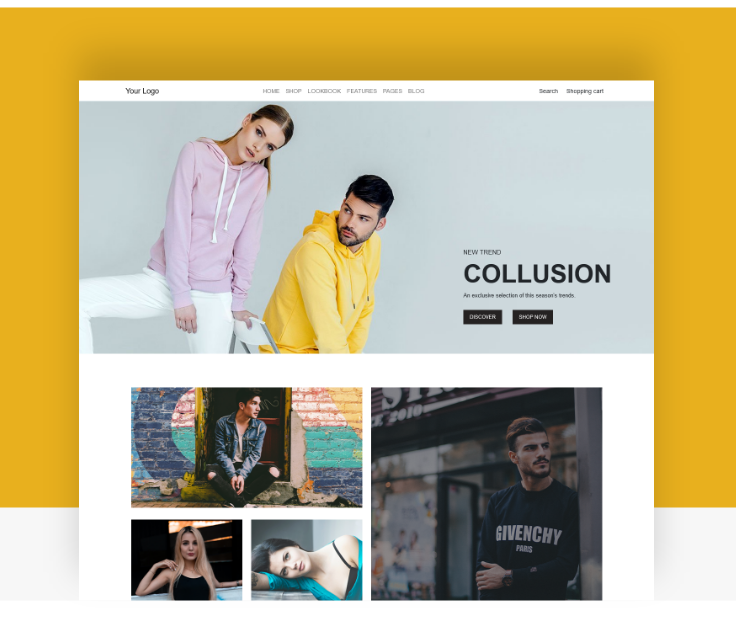 Your Logo
HOME SHOP LOOKBOOK FEATURES PAGES BLOG
Search Shopping cart
NEW TREND
COLLUSION
An exclusive selection of this season's trends.
DISCOVER SHOP NOW
2010
GIVENCHY
PARIS